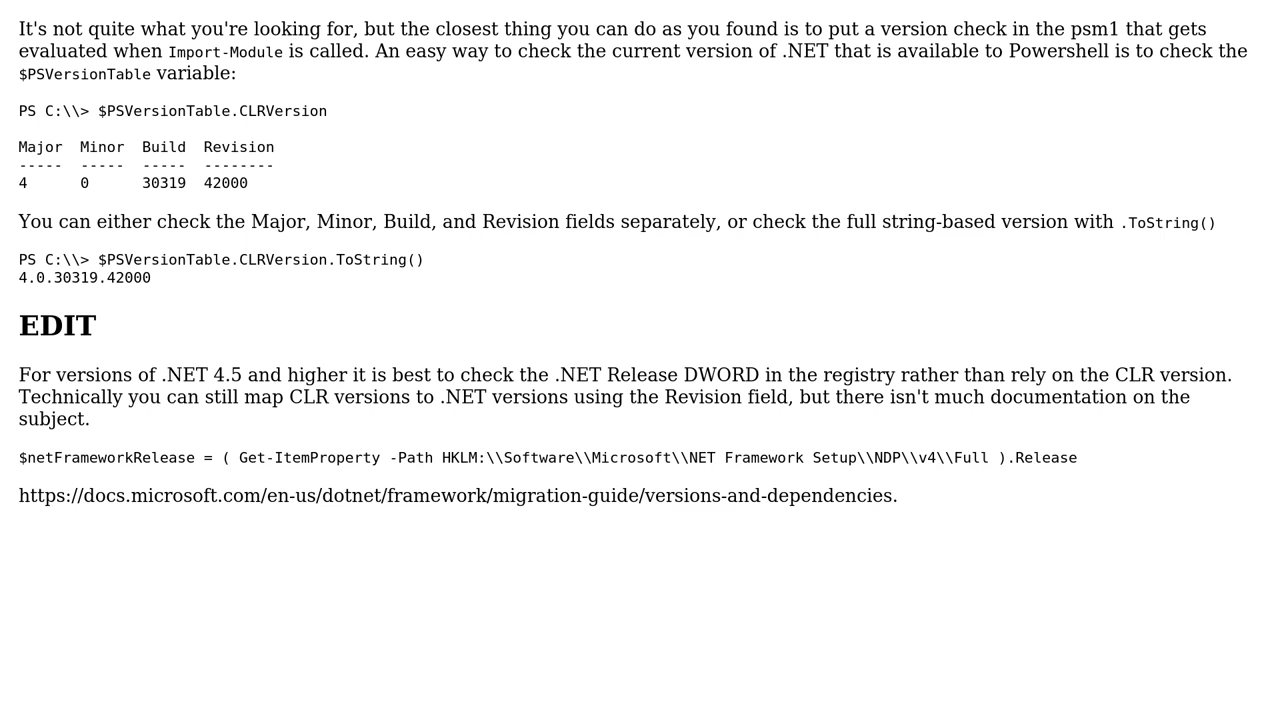 It's not quite what you're looking for, but the closest thing you can do as you found is to put a version check in the psm1 that gets
evaluated when Import-Module is called. An easy way to check the current version of .NET that is available to Powershell is to check the
$PSVersionTable variable:
PS C:\\> $PSVersionTable.CLRVersion
Major  Minor  Build  Revision
-----  -----  -----  --------
4      0      30319  42000
You can either check the Major, Minor, Build, and Revision fields separately, or check the full string-based version with .ToString()
PS C:\\> $PSVersionTable.CLRVersion.ToString()
4.0.30319.42000
EDIT
For versions of .NET 4.5 and higher it is best to check the .NET Release DWORD in the registry rather than rely on the CLR version.
Technically you can still map CLR versions to .NET versions using the Revision field, but there isn't much documentation on the
subject.
$netFrameworkRelease = ( Get-ItemProperty -Path HKLM:\\Software\\Microsoft\\NET Framework Setup\\NDP\\v4\\Full ).Release
https://docs.microsoft.com/en-us/dotnet/framework/migration-guide/versions-and-dependencies.